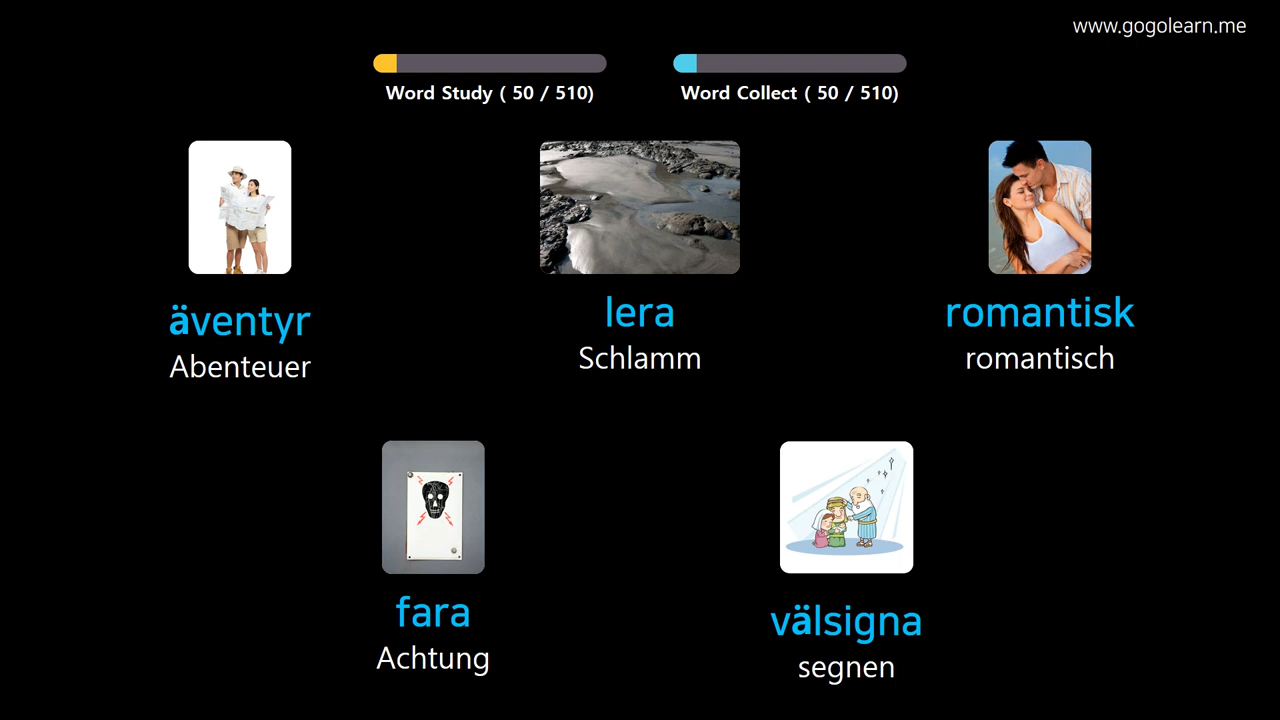 www.gogolearn.me
Word Study ( 50 / 510)
Word Collect ( 50 / 510)
äventyr
Abenteuer
lera
Schlamm
romantisk
romantisch
fara
Achtung
välsigna
segnen